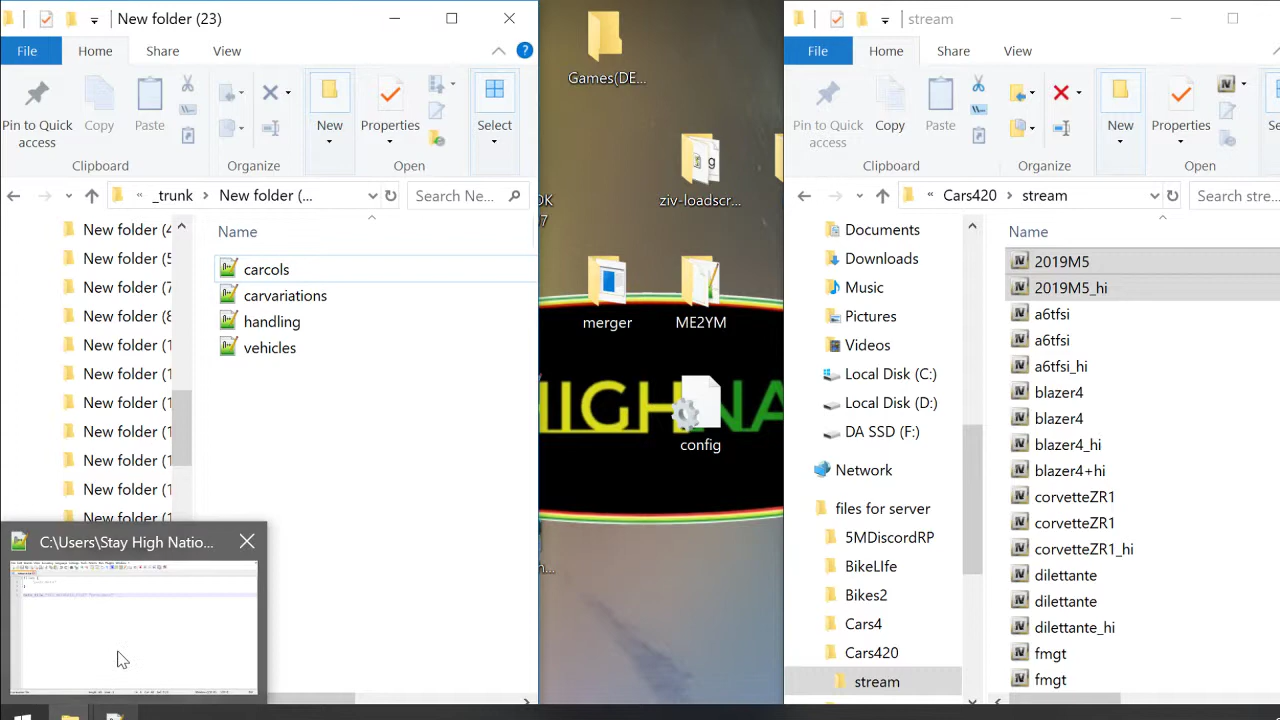 New folder (23)
File
Home
Share
View
Pin to Quick
access
Copy
Paste
New
Properties
Select
Clipboard
Organize
Open
« _trunk > New folder (...
Search Ne...
New folder (4
New folder (5
New folder (7
New folder (8
New folder (1
New folder (1
New folder (1
New folder (1
New folder (1
New folder (1
Name
carcols
carvariations
handling
vehicles
C:\Users\Stay High Natio...
Games(DE...
ziv-loadscr...
merger
ME2YM
HIGHNA
config
stream
File
Home
Share
View
Pin to Quick
access
Copy
Paste
New
Properties
Clipboard
Organize
Open
« Cars420 > stream
Search stre...
Documents
Downloads
Music
Pictures
Videos
Local Disk (C:)
Local Disk (D:)
DA SSD (F:)
Network
files for server
5MDiscordRP
BikeLIfe
Bikes2
Cars4
Cars420
stream
Name
2019M5
2019M5_hi
a6tfsi
a6tfsi
a6tfsi_hi
blazer4
blazer4
blazer4_hi
blazer4+hi
corvetteZR1
corvetteZR1
corvetteZR1_hi
dilettante
dilettante
dilettante_hi
fmgt
fmgt